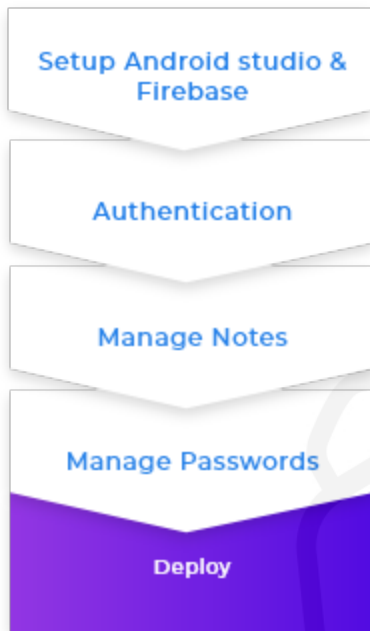 Setup Android studio &
Firebase
Authentication
Manage Notes
Manage Passwords
Deploy